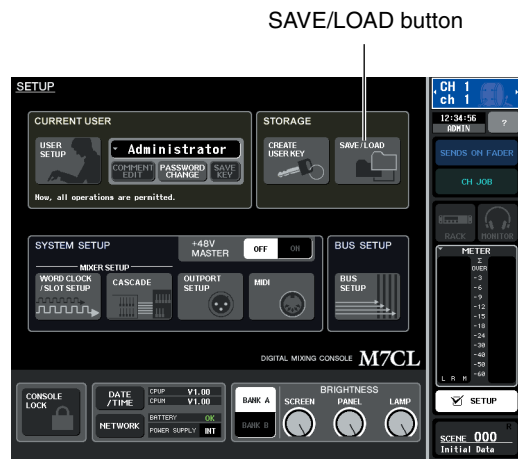 SAVE/LOAD button
SETUP
CURRENT USER
USER
SETUP
Administrator
COMMENT
EDIT
PASSWORD
CHANGE
SAVE
KEY
Now, all operations are permitted.
STORAGE
CREATE
USER KEY
SAVE/LOAD
SYSTEM SETUP
+48V
MASTER
OFF
ON
MIXER SETUP
WORD CLOCK
/SLOT SETUP
CASCADE
OUTPORT
SETUP
MIDI
BUS SETUP
BUS
SETUP
DIGITAL MIXING CONSOLE M7CL
CONSOLE
LOCK
DATE
/TIME
CPUP V1.00
CPUM V1.00
NETWORK
BATTERY OK
POWER SUPPLY INT
BANK A
BANK B
BRIGHTNESS
SCREEN
PANEL
LAMP
CH 1
ch 1
12:34:56
ADMIN
?
SENDS ON FADER
CH JOB
RACK
MONITOR
METER
Σ
OVER
-3
-6
-9
-12
-15
-18
-24
-30
-40
-50
-60
L R M
SETUP
R
SCENE 000
Initial Data